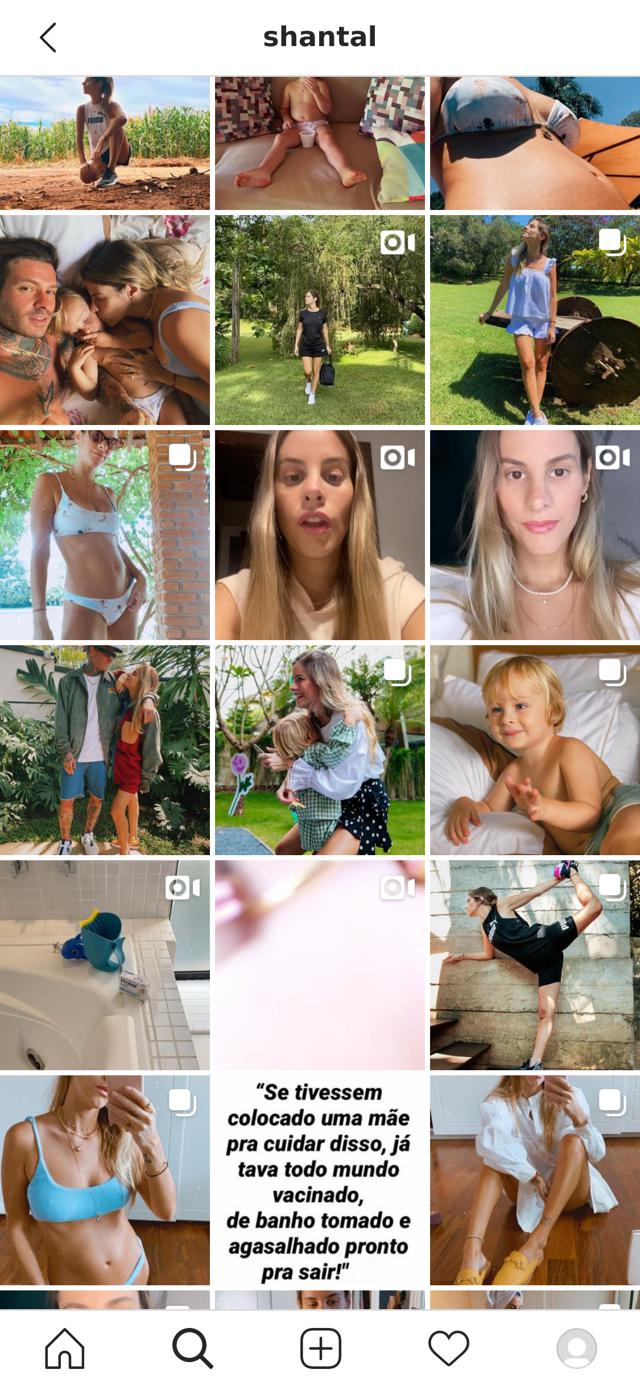 shantal
PUMA
“Se tivessem
colocado uma mãe
pra cuidar disso, já
tava todo mundo
vacinado,
de banho tomado e
agasalhado pronto
pra sair!"